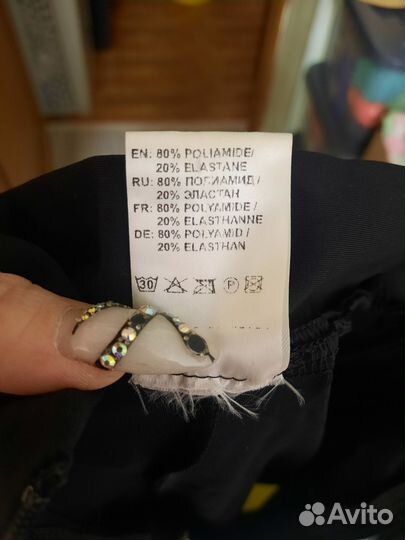 EN: 80% POLIAMIDE/
20% ELASTANE
RU: 80% ПОЛИАМИД/
20% ЭЛАСТАН
FR: 80% POLYAMIDE/
20% ELASTHANNE
DE: 80% POLYAMID/
20% ELASTHAN
30 P
Avito